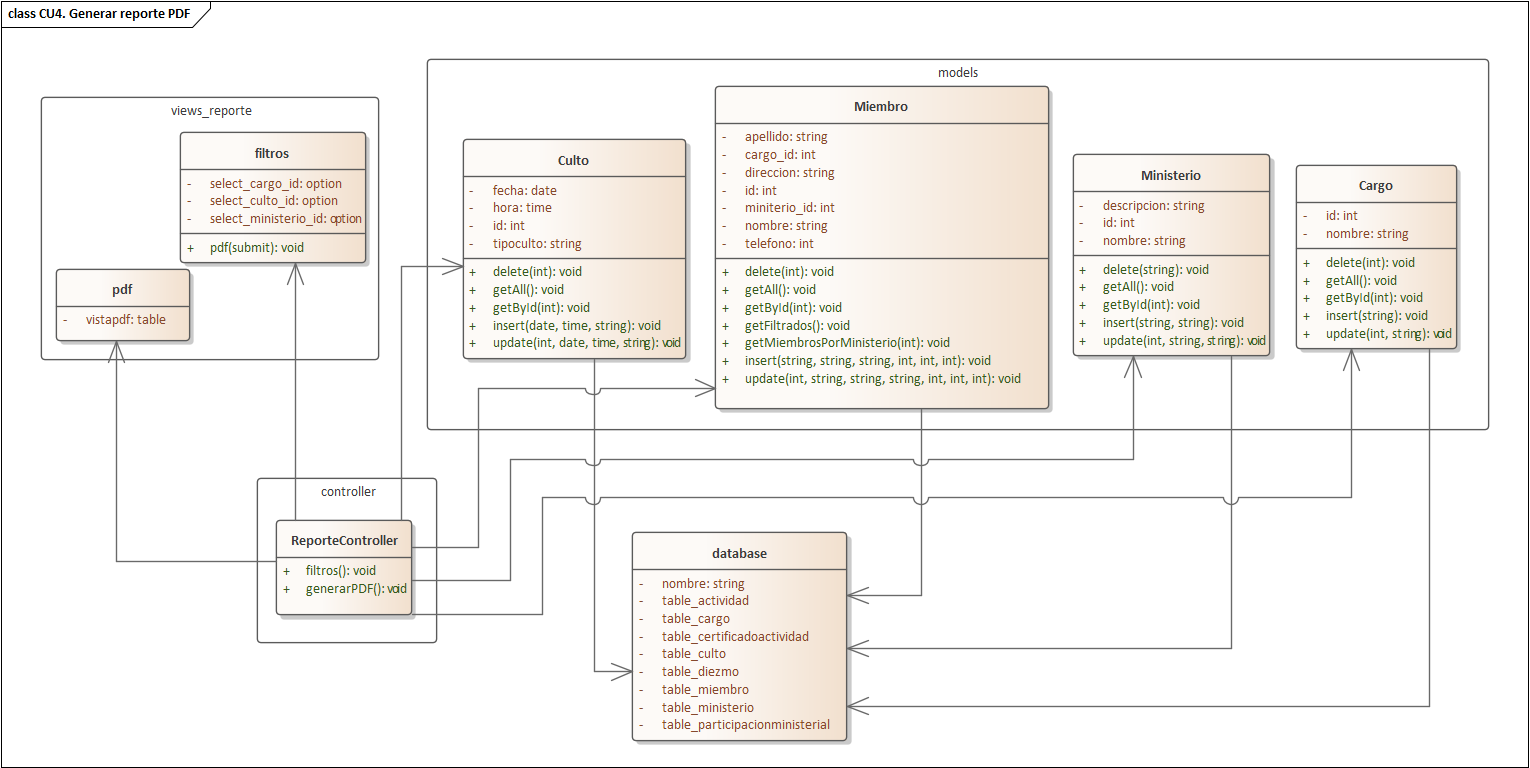 class CU4. Generar reporte PDF
views_reporte
filtros
- select_cargo_id: option
- select_culto_id: option
- select_ministerio_id: option
+ pdf(submit): void
pdf
- vistapdf: table
models
Culto
- fecha: date
- hora: time
- id: int
- tipoculto: string
+ delete(int): void
+ getAll(): void
+ getById(int): void
+ insert(date, time, string): void
+ update(int, date, time, string): void
Miembro
- apellido: string
- cargo_id: int
- direccion: string
- id: int
- miniterio_id: int
- nombre: string
- telefono: int
+ delete(int): void
+ getAll(): void
+ getById(int): void
+ getFiltrados(): void
+ getMiembrosPorMinisterio(int): void
+ insert(string, string, string, int, int, int): void
+ update(int, string, string, string, int, int, int): void
Ministerio
- descripcion: string
- id: int
- nombre: string
+ delete(string): void
+ getAll(): void
+ getById(int): void
+ insert(string, string): void
+ update(int, string, string): void
Cargo
- id: int
- nombre: string
+ delete(int): void
+ getAll(): void
+ getById(int): void
+ insert(string): void
+ update(int, string): void
controller
ReporteController
+ filtros(): void
+ generarPDF(): void
database
- nombre: string
- table_actividad
- table_cargo
- table_certificadoactividad
- table_culto
- table_diezmo
- table_miembro
- table_ministerio
- table_participacionministerial